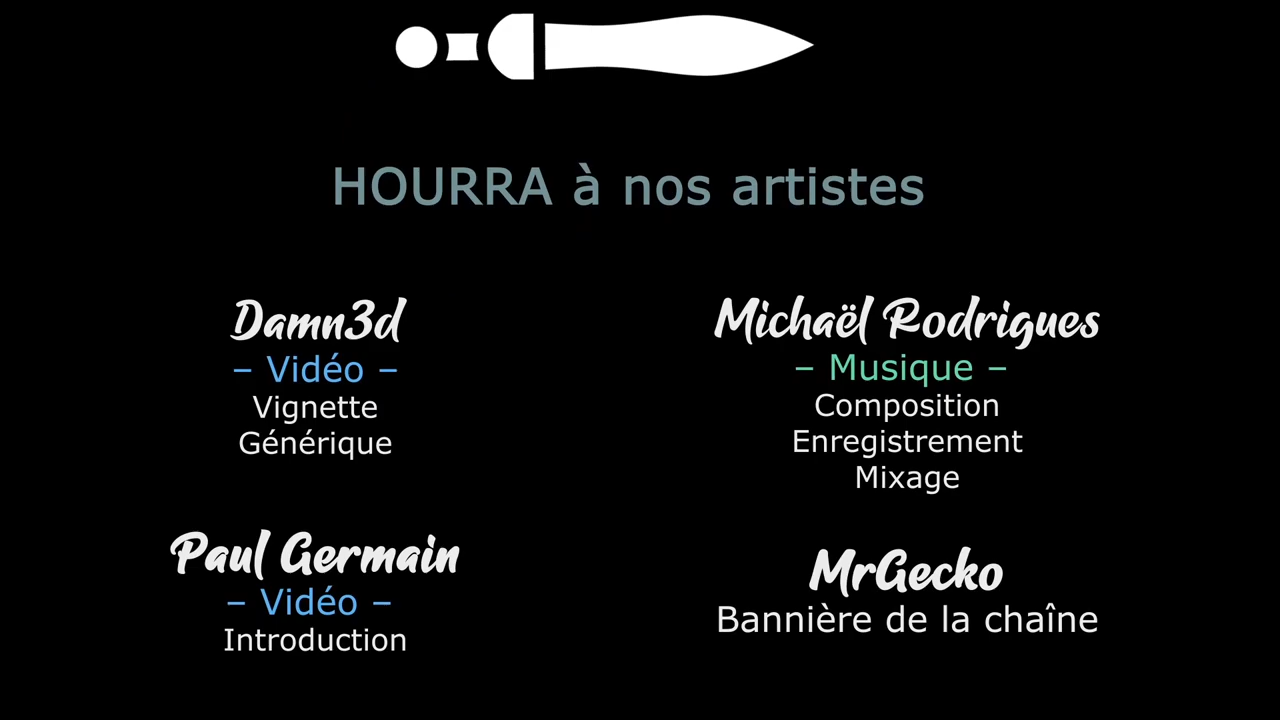 HOURRA à nos artistes
Damn3d
– Vidéo –
Vignette
Générique
Michaël Rodrigues
– Musique –
Composition
Enregistrement
Mixage
Paul Germain
– Vidéo –
Introduction
MrGecko
Bannière de la chaîne